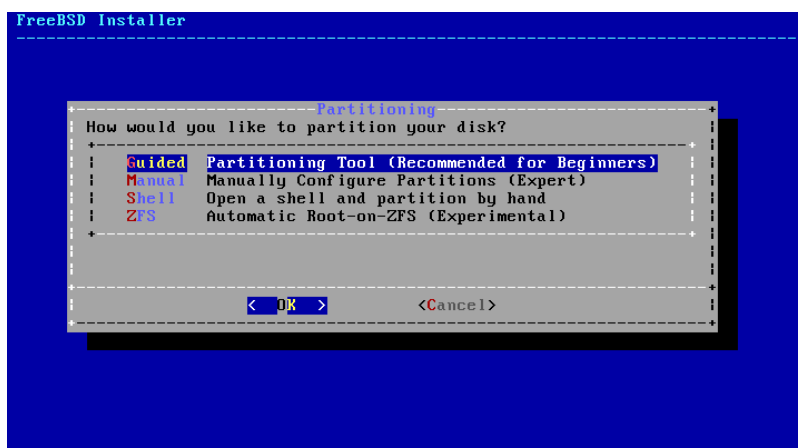 FreeBSD Installer
Partitioning
How would you like to partition your disk?
Guided Partitioning Tool (Recommended for Beginners)
Manual Manually Configure Partitions (Expert)
Shell Open a shell and partition by hand
ZFS Automatic Root-on-ZFS (Experimental)
< OK > <Cancel>